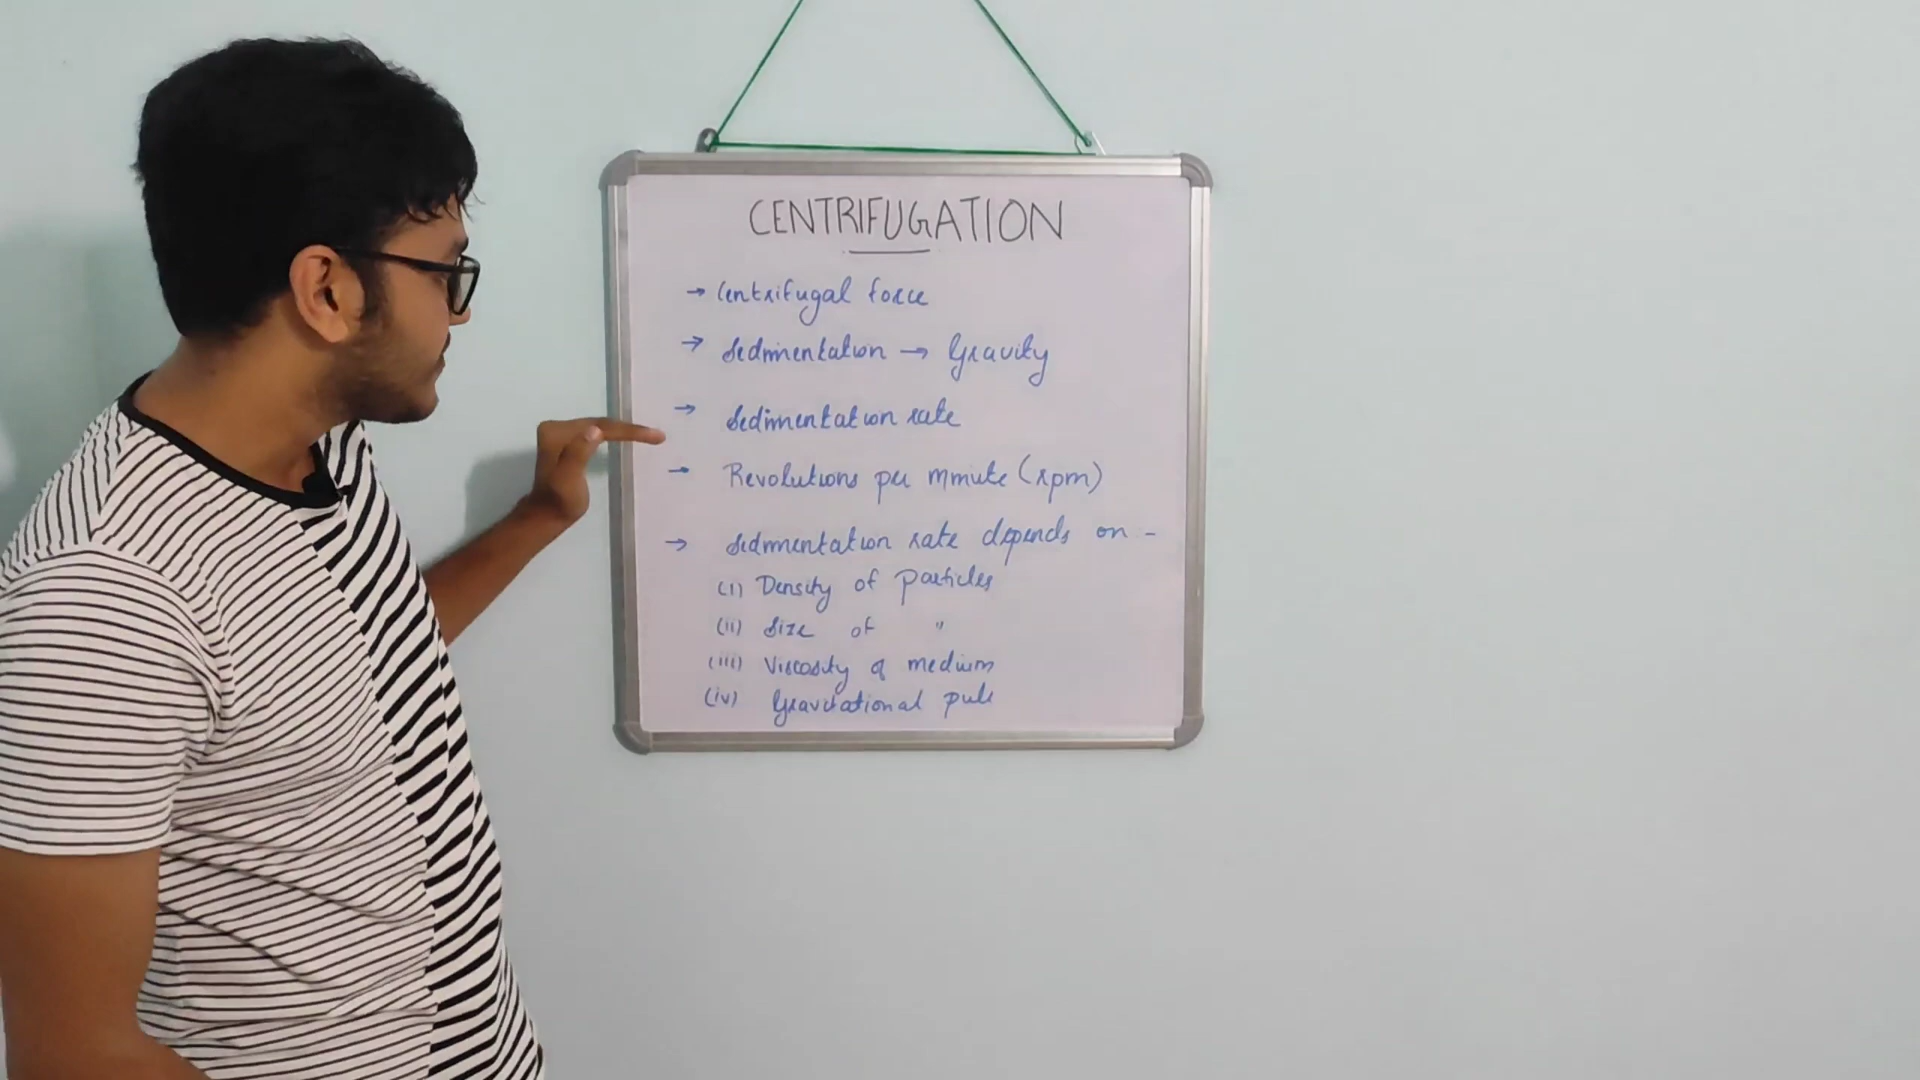 CENTRIFUGATION
→ Centrifugal force
→ Sedimentation → Gravity
→ Sedimentation rate
→ Revolutions per minute (rpm)
→ Sedimentation rate depends on -
(i) Density of particles
(ii) Size of "
(iii) Viscosity of medium
(iv) Gravitational pull